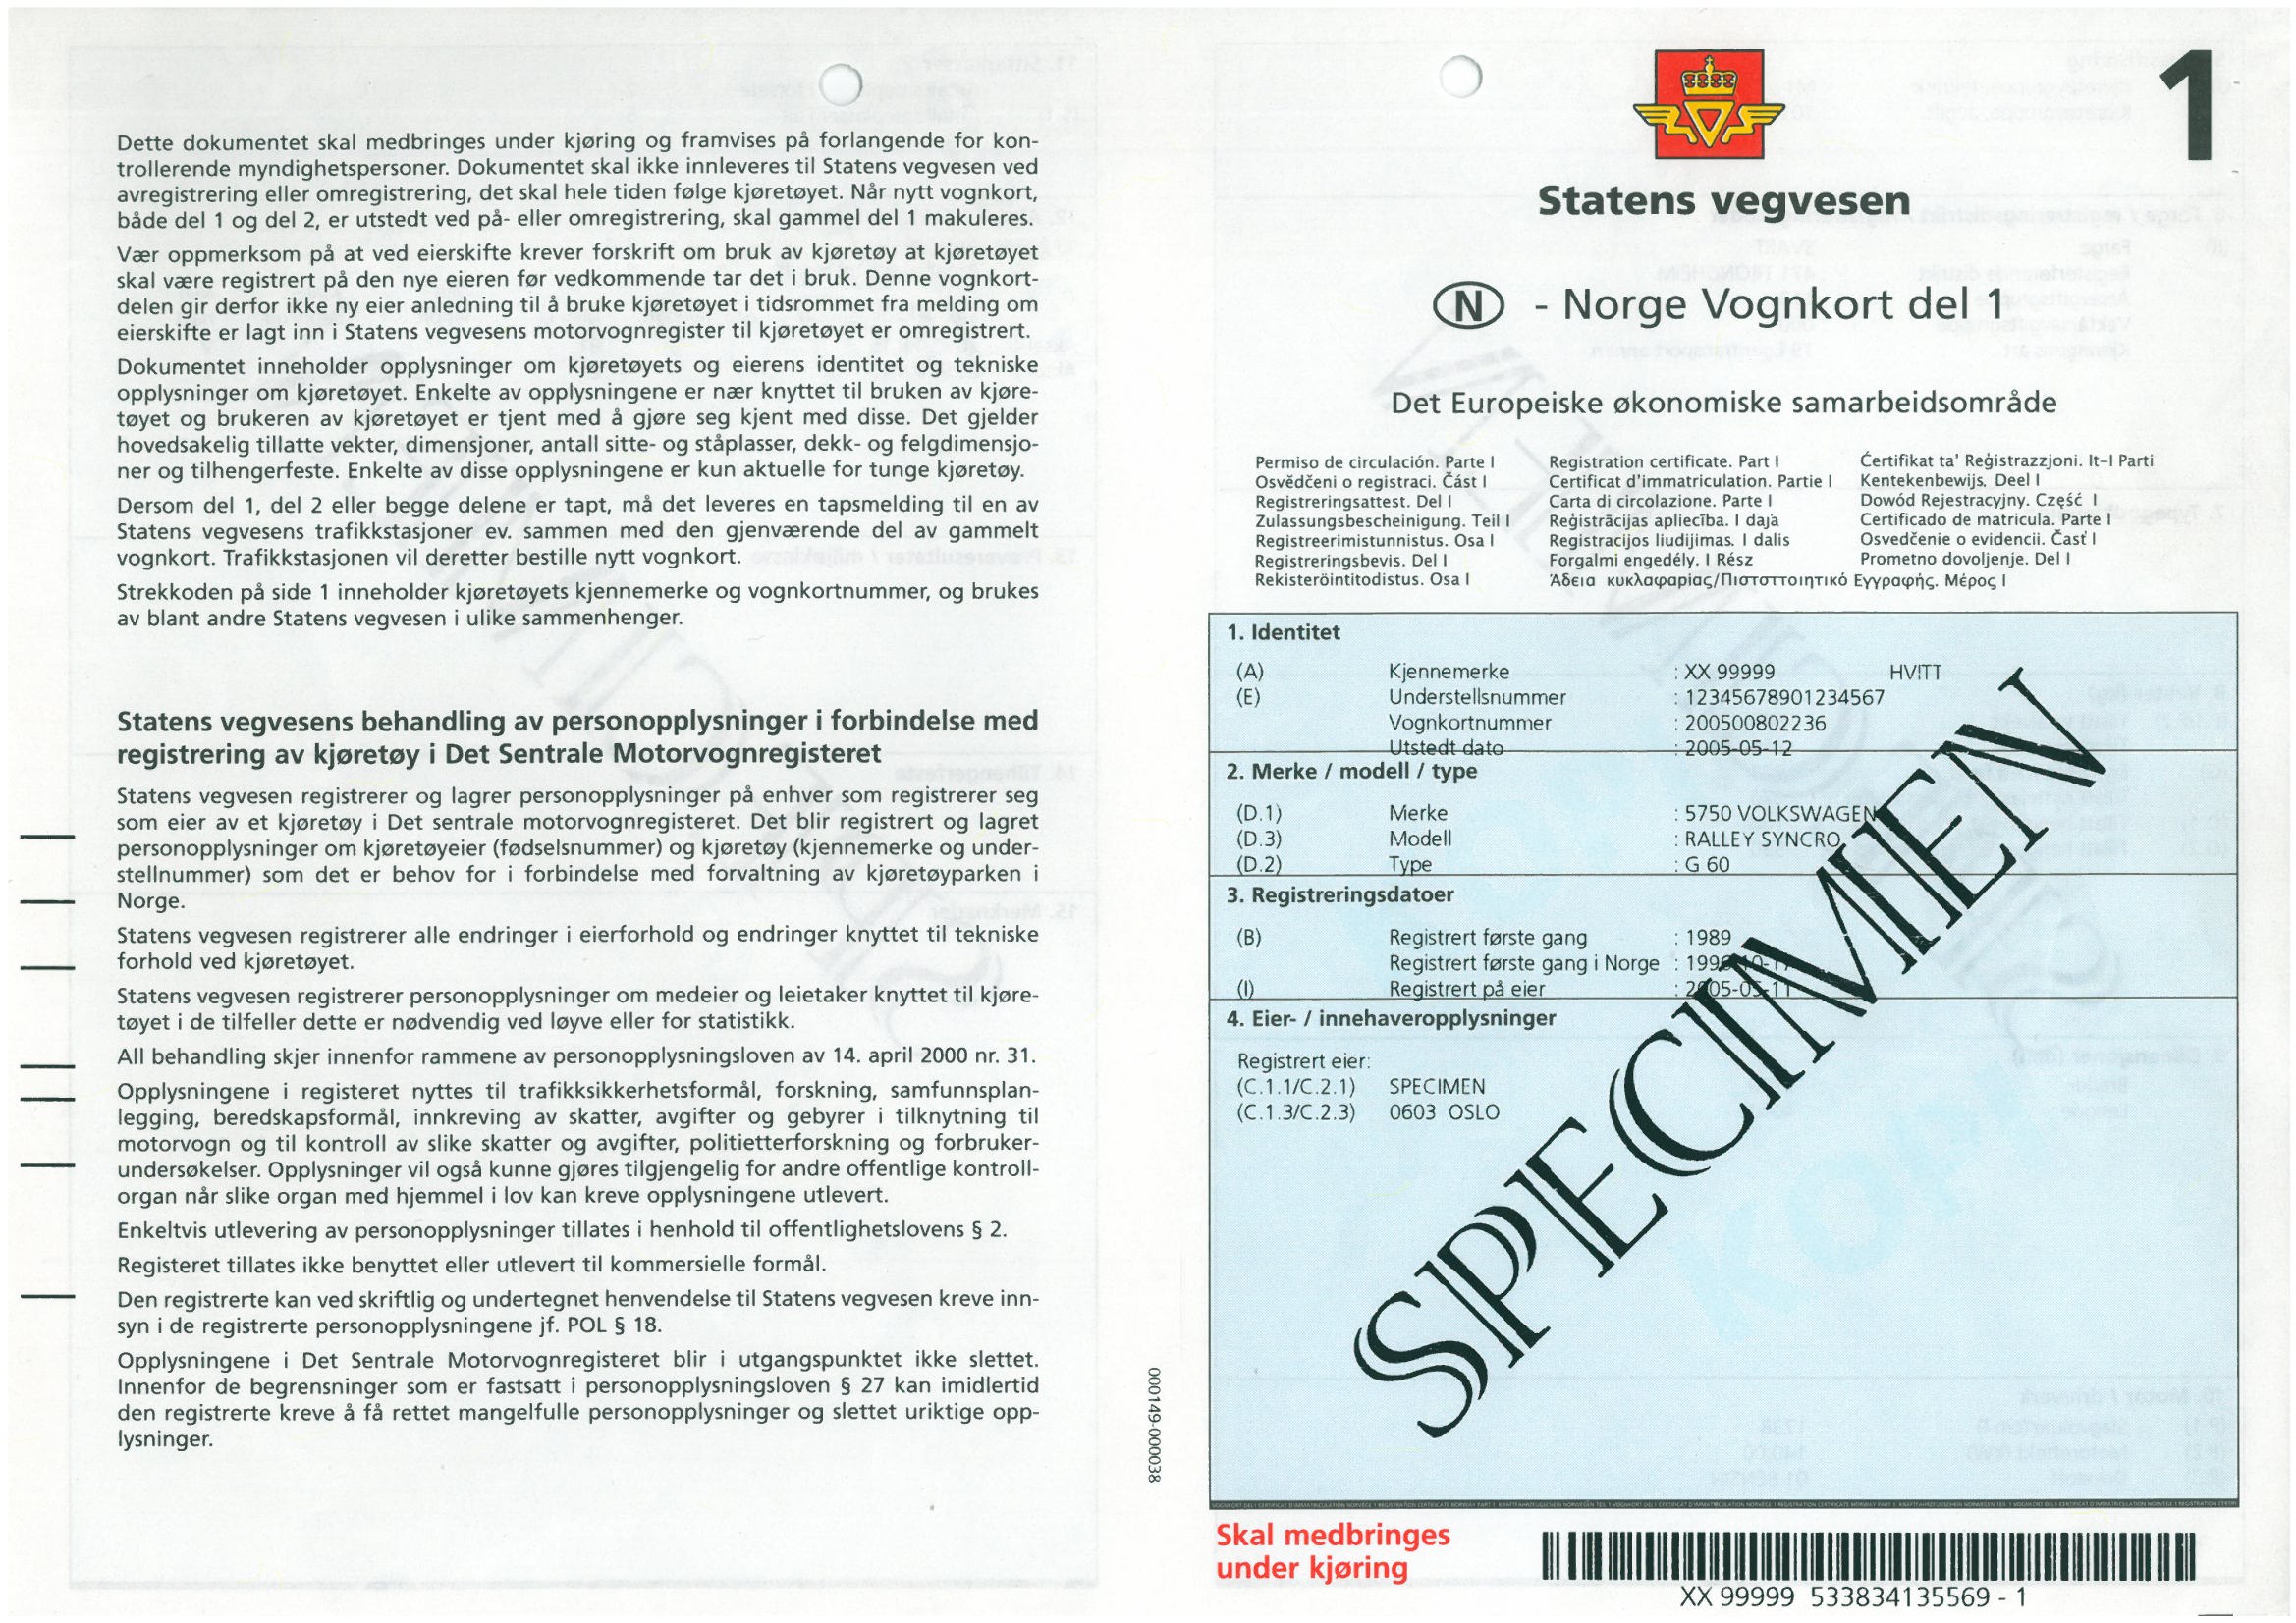 Dette dokumentet skal medbringes under kjøring og framvises på forlangende for kon-
trollerende myndighetspersoner. Dokumentet skal ikke innleveres til Statens vegvesen ved
avregistrering eller omregistrering, det skal hele tiden følge kjøretøyet. Når nytt vognkort,
både del 1 og del 2, er utstedt ved på- eller omregistrering, skal gammel del 1 makuleres.
Vær oppmerksom på at ved eierskifte krever forskrift om bruk av kjøretøy at kjøretøyet
skal være registrert på den nye eieren før vedkommende tar det i bruk. Denne vognkort-
delen gir derfor ikke ny eier anledning til å bruke kjøretøyet i tidsrommet fra melding om
eierskifte er lagt inn i Statens vegvesens motorvognregister til kjøretøyet er omregistrert.
Dokumentet inneholder opplysninger om kjøretøyets og eierens identitet og tekniske
opplysninger om kjøretøyet. Enkelte av opplysningene er nær knyttet til bruken av kjøre-
tøyet og brukeren av kjøretøyet er tjent med å gjøre seg kjent med disse. Det gjelder
hovedsakelig tillatte vekter, dimensjoner, antall sitte- og ståplasser, dekk- og felgdimensjo-
ner og tilhengerfeste. Enkelte av disse opplysningene er kun aktuelle for tunge kjøretøy.
Dersom del 1, del 2 eller begge delene er tapt, må det leveres en tapsmelding til en av
Statens vegvesens trafikkstasjoner ev. sammen med den gjenværende del av gammelt
vognkort. Trafikkstasjonen vil deretter bestille nytt vognkort.
Strekkoden på side 1 inneholder kjøretøyets kjennemerke og vognkortnummer, og brukes
av blant andre Statens vegvesen i ulike sammenhenger.
Statens vegvesens behandling av personopplysninger i forbindelse med
registrering av kjøretøy i Det Sentrale Motorvognregisteret
Statens vegvesen registrerer og lagrer personopplysninger på enhver som registrerer seg
som eier av et kjøretøy i Det sentrale motorvognregisteret. Det blir registrert og lagret
personopplysninger om kjøretøyeier (fødselsnummer) og kjøretøy (kjennemerke og under-
stellnummer) som det er behov for i forbindelse med forvaltning av kjøretøyparken i
Norge.
Statens vegvesen registrerer alle endringer i eierforhold og endringer knyttet til tekniske
forhold ved kjøretøyet.
Statens vegvesen registrerer personopplysninger om medeier og leietaker knyttet til kjøre-
tøyet i de tilfeller dette er nødvendig ved løyve eller for statistikk.
All behandling skjer innenfor rammene av personopplysningsloven av 14. april 2000 nr. 31.
Opplysningene i registeret nyttes til trafikksikkerhetsformål, forskning, samfunnsplan-
legging, beredskapsformål, innkreving av skatter, avgifter og gebyrer i tilknytning til
motorvogn og til kontroll av slike skatter og avgifter, politietterforskning og forbruker-
undersøkelser. Opplysninger vil også kunne gjøres tilgjengelig for andre offentlige kontroll-
organ når slike organ med hjemmel i lov kan kreve opplysningene utlevert.
Enkeltvis utlevering av personopplysninger tillates i henhold til offentlighetslovens § 2.
Registeret tillates ikke benyttet eller utlevert til kommersielle formål.
Den registrerte kan ved skriftlig og undertegnet henvendelse til Statens vegvesen kreve inn-
syn i de registrerte personopplysningene jf. POL § 18.
Opplysningene i Det Sentrale Motorvognregisteret blir i utgangspunktet ikke slettet.
Innenfor de begrensninger som er fastsatt i personopplysningsloven § 27 kan imidlertid
den registrerte kreve å få rettet mangelfulle personopplysninger og slettet uriktige opp-
lysninger.
000149-000038
1
Statens vegvesen
N - Norge Vognkort del 1
Det Europeiske økonomiske samarbeidsområde
Permiso de circulación. Parte I
Osvědčeni o registraci. Část I
Registreringsattest. Del I
Zulassungsbescheinigung. Teil I
Registreerimistunnistus. Osa I
Registreringsbevis. Del I
Rekisteröintitodistus. Osa I
Registration certificate. Part I
Certificat d'immatriculation. Partie I
Carta di circolazione. Parte I
Reģistrācijas apliecība. I daja
Registracijos liudijimas. I dalis
Forgalmi engedély. I Rész
Άδεια κυκλαφαρίας/Πιστοττοιητικό Εγγραφής. Μέρος I
Ċertifikat ta' Reġistrazzjoni. It-I Parti
Kentekenbewijs. Deel I
Dowód Rejestracyjny. Część I
Certificado de matricula. Parte I
Osvedčenie o evidencii. Časť I
Prometno dovoljenje. Del I
1. Identitet
(A) Kjennemerke : XX 99999 HVITT
(E) Understellsnummer : 12345678901234567
Vognkortnummer : 200500802236
Utstedt dato : 2005-05-12
2. Merke / modell / type
(D.1) Merke : 5750 VOLKSWAGEN
(D.3) Modell : RALLEY SYNCRO
(D.2) Type : G 60
3. Registreringsdatoer
(B) Registrert første gang : 1989
Registrert første gang i Norge :
(I) Registrert på eier : 2005-05-11
4. Eier- / innehaveropplysninger
Registrert eier:
(C.1.1/C.2.1) SPECIMEN
(C.1.3/C.2.3) 0603 OSLO
SPECIMEN
Skal medbringes
under kjøring
XX 99999 533834135569 - 1